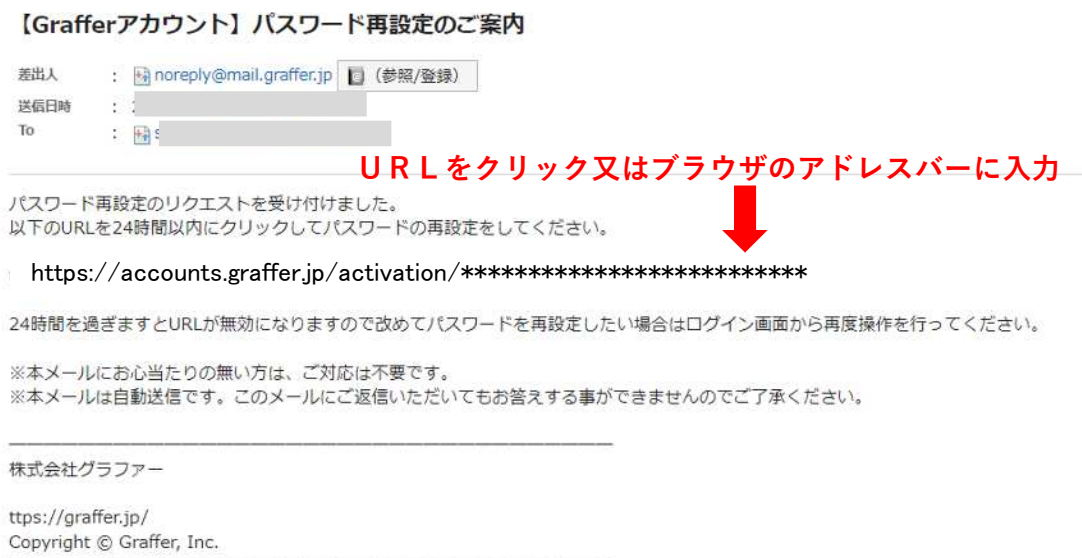 【Grafferアカウント】パスワード再設定のご案内
差出人 : noreply@mail.graffer.jp (参照/登録)
送信日時 :
To :
URLをクリック又はブラウザのアドレスバーに入力
パスワード再設定のリクエストを受け付けました。
以下のURLを24時間以内にクリックしてパスワードの再設定をしてください。
https://accounts.graffer.jp/activation/**************************
24時間を過ぎますとURLが無効になりますので改めてパスワードを再設定したい場合はログイン画面から再度操作を行ってください。
※本メールにお心当たりの無い方は、ご対応は不要です。
※本メールは自動送信です。このメールにご返信いただいてもお答えする事ができませんのでご了承ください。
株式会社グラファー
ttps://graffer.jp/
Copyright © Graffer, Inc.